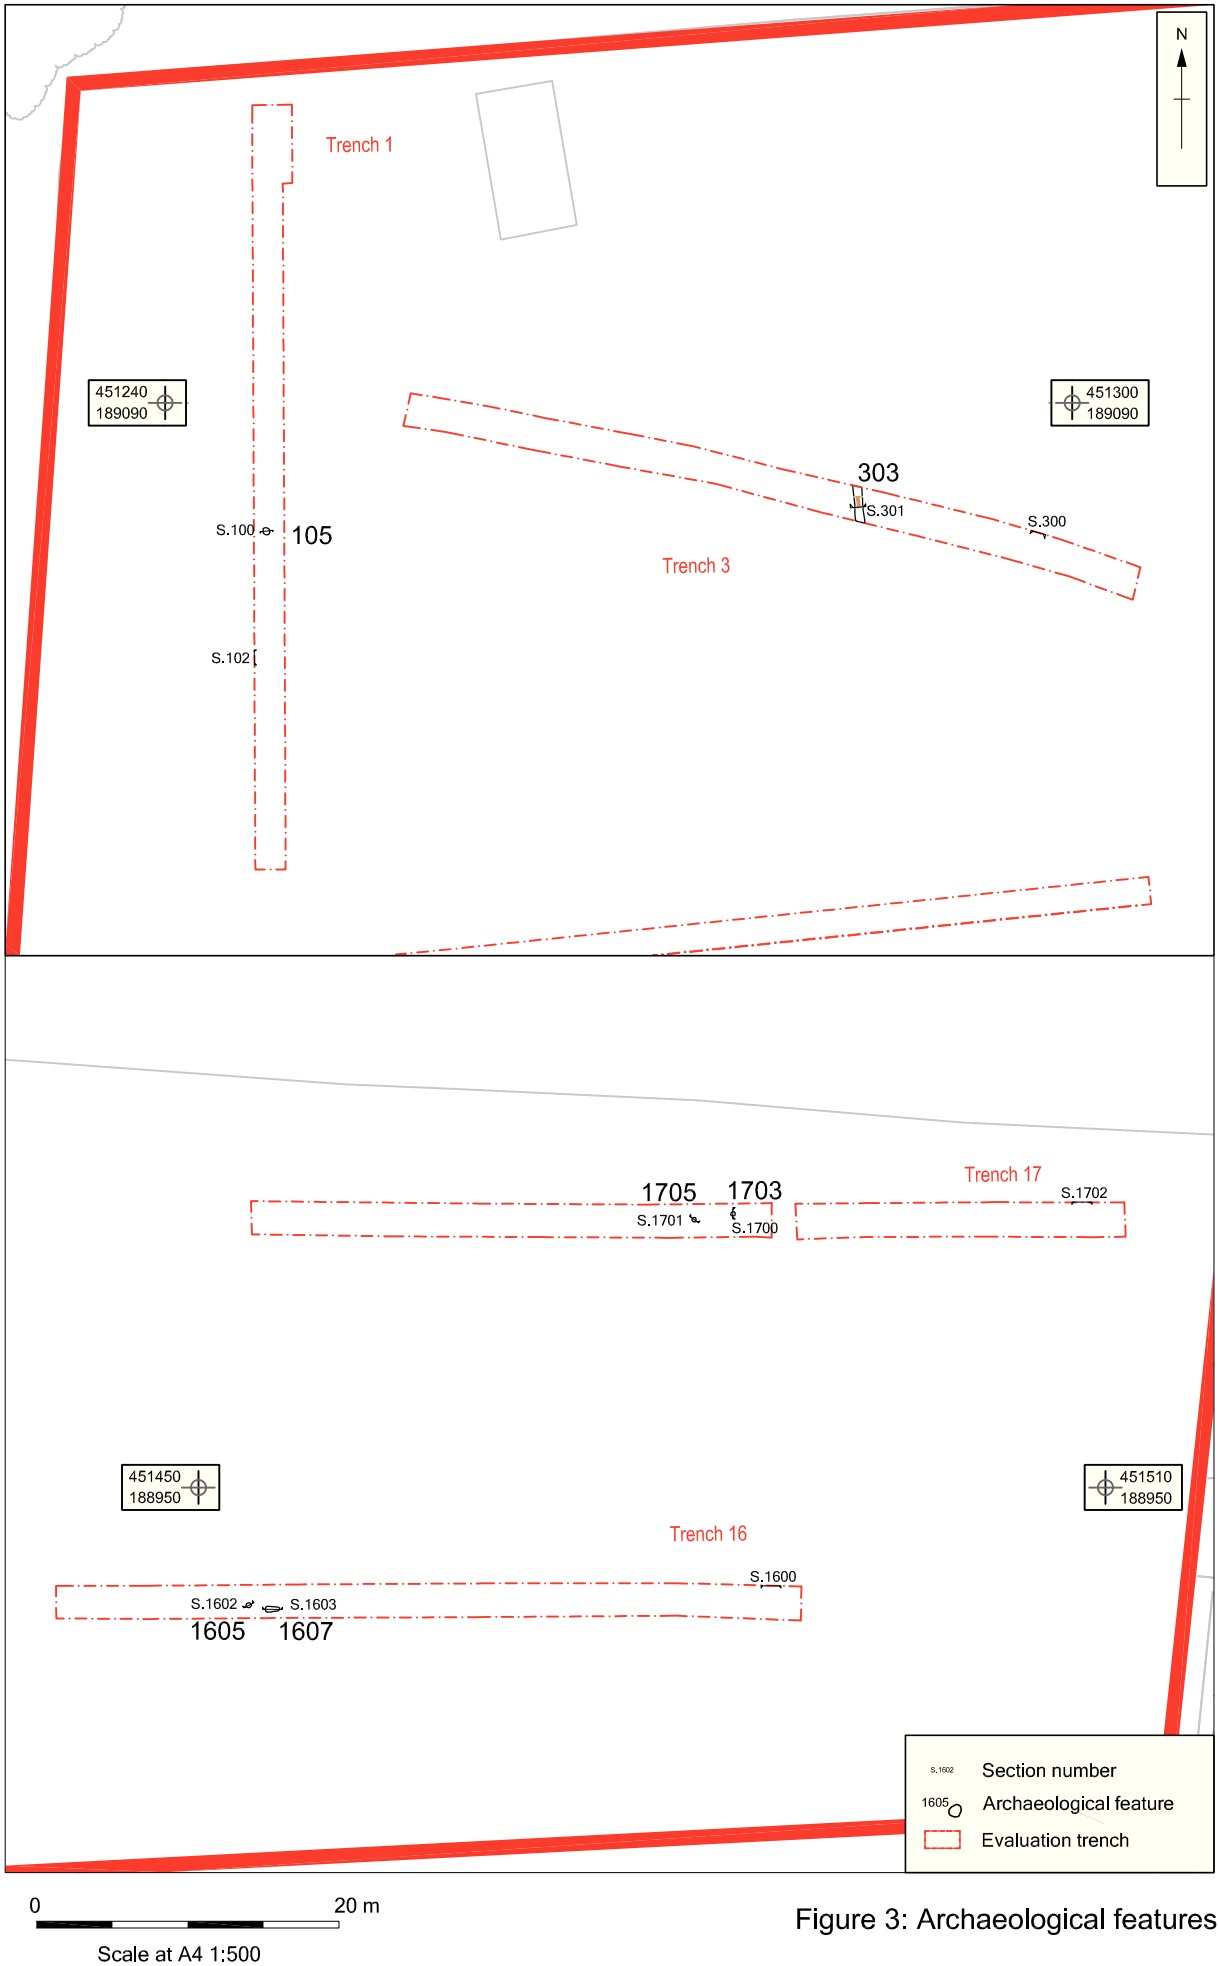 N
Trench 1
451240
189090
451300
189090
303
S.301
S.300
S.100
105
Trench 3
S.102
Trench 17
1705
1703
S.1702
S.1701
S.1700
451450
188950
451510
188950
Trench 16
S.1600
S.1602
S.1603
1605
1607
S.1602 Section number
1605 Archaeological feature
Evaluation trench
0 20 m
Scale at A4 1:500
Figure 3: Archaeological features